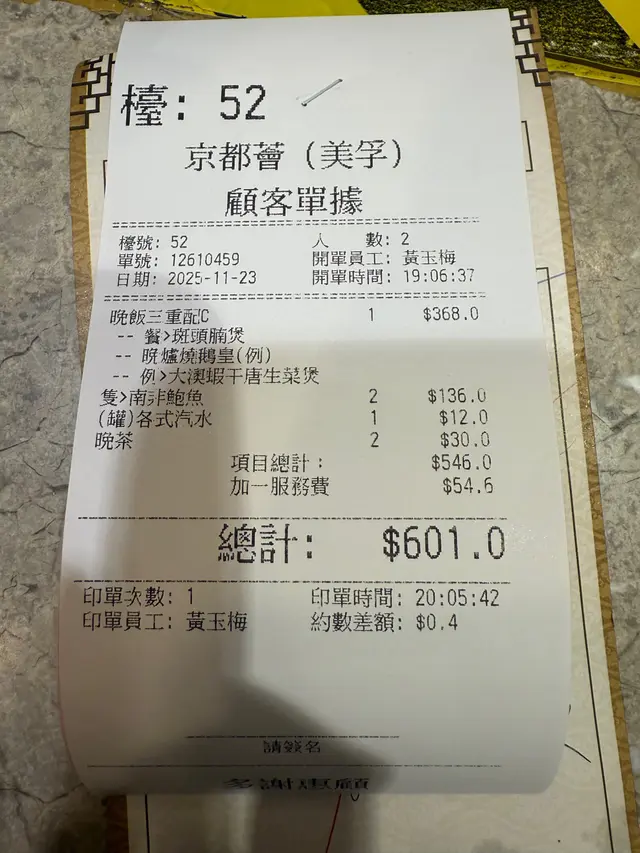 檯: 52
京都薈 (美孚)
顧客單據
檯號: 52 人 數: 2
單號: 12610459 開單員工: 黃玉梅
日期: 2025-11-23 開單時間: 19:06:37
晚飯三重配C 1 $368.0
-- 餐>斑頭腩煲
-- 晚爐燒鵝皇(例)
-- 例>大澳蝦干唐生菜煲
隻>南非鮑魚 2 $136.0
(罐)各式汽水 1 $12.0
晚茶 2 $30.0
項目總計: $546.0
加一服務費 $54.6
總計: $601.0
印單次數: 1 印單時間: 20:05:42
印單員工: 黃玉梅 約數差額: $0.4
請簽名
多謝惠顧